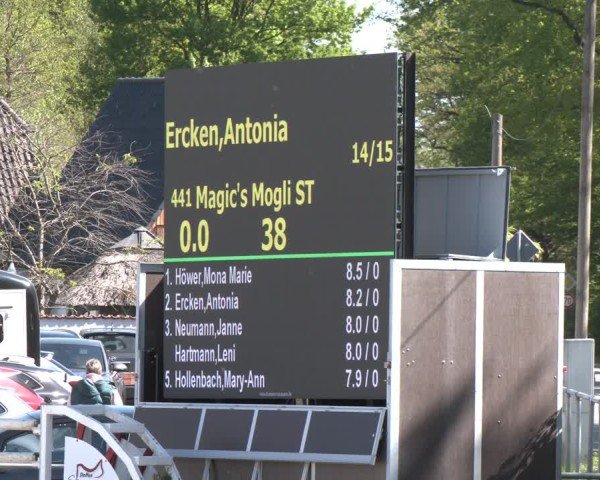 Ercken,Antonia
14/15
441 Magic's Mogli ST
0.0 38
1. Höwer,Mona Marie 8.5 / 0
2. Ercken,Antonia 8.2 / 0
3. Neumann,Janne 8.0 / 0
Hartmann,Leni 8.0 / 0
5. Hollenbach,Mary-Ann 7.9 / 0